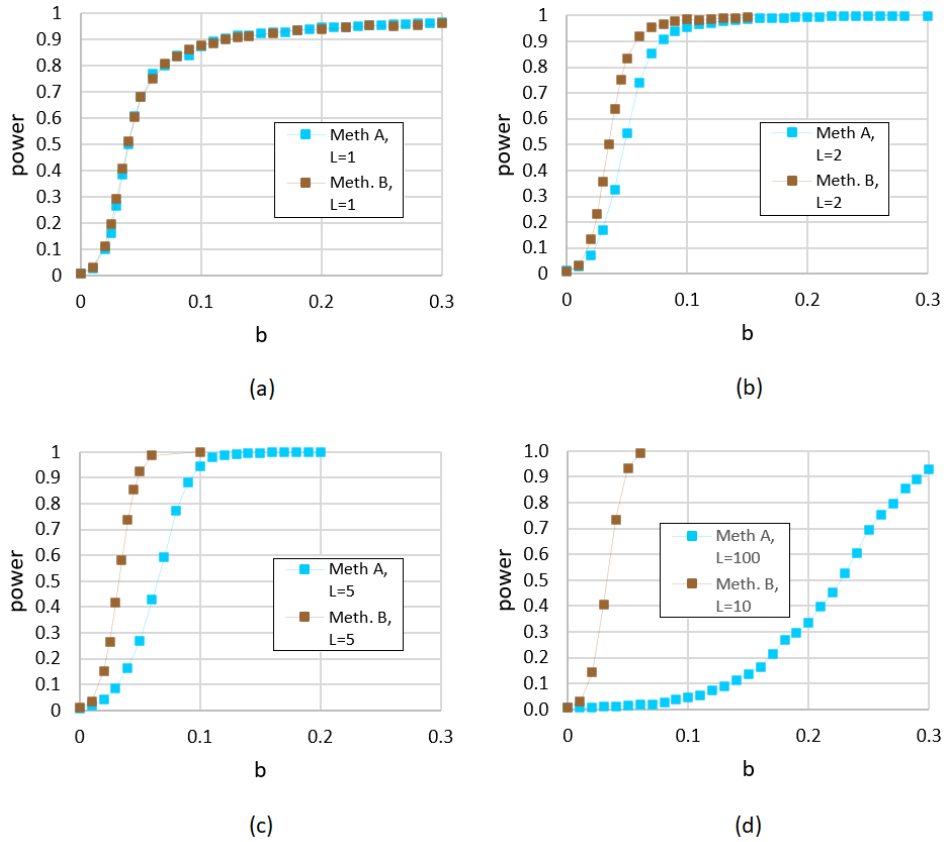 1
0.9
0.8
0.7
0.6
0.5
0.4
0.3
0.2
0.1
0
power
0 0.1 0.2 0.3
b
Meth A,
L=1
Meth. B,
L=1
(a)
1
0.9
0.8
0.7
0.6
0.5
0.4
0.3
0.2
0.1
0
power
0 0.1 0.2 0.3
b
Meth A,
L=2
Meth. B,
L=2
(b)
1
0.9
0.8
0.7
0.6
0.5
0.4
0.3
0.2
0.1
0
power
0 0.1 0.2 0.3
b
Meth A,
L=5
Meth. B,
L=5
(c)
1.0
0.9
0.8
0.7
0.6
0.5
0.4
0.3
0.2
0.1
0.0
power
0 0.1 0.2 0.3
b
Meth A,
L=100
Meth. B,
L=10
(d)